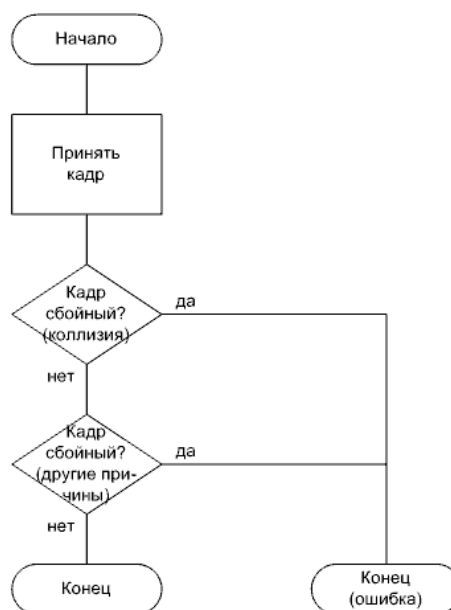 Начало
Принять
кадр
Кадр
сбойный?
(коллизия)
да
нет
Кадр
сбойный?
(другие при-
чины)
да
нет
Конец
Конец
(ошибка)